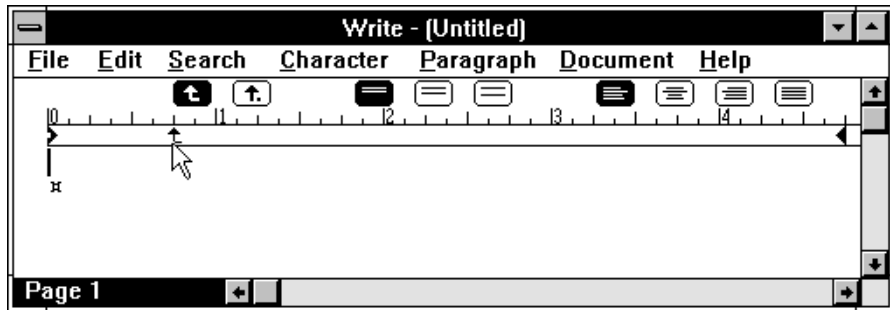 Write - (Untitled)
File Edit Search Character Paragraph Document Help
0 1 2 3 4
¤
Page 1